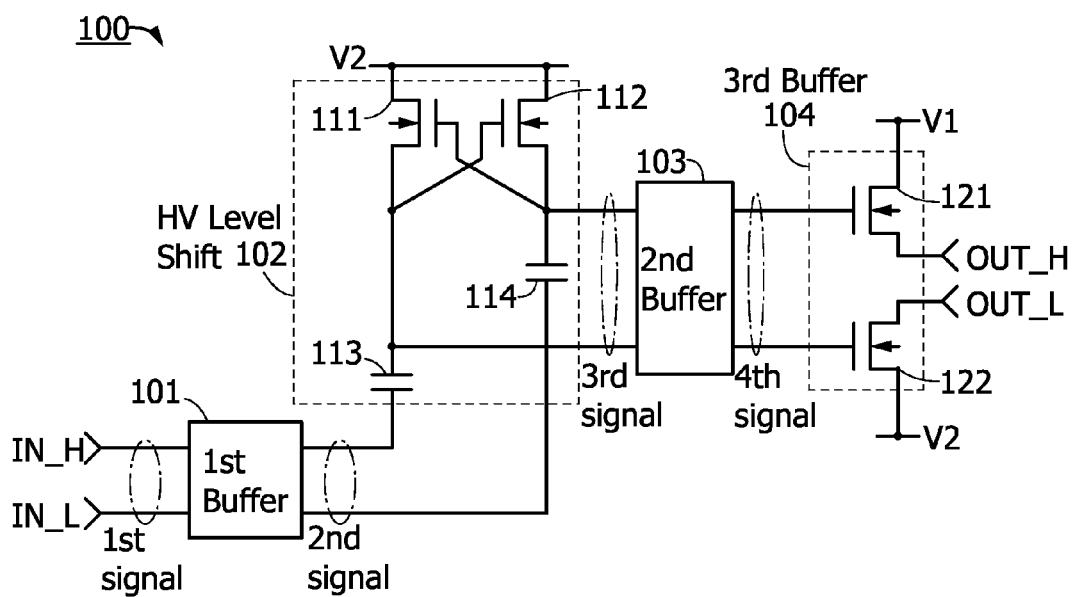 100
V2
111
112
3rd Buffer
104
V1
103
121
HV Level
Shift 102
2nd
Buffer
OUT_H
114
OUT_L
113
3rd
signal
4th
signal
122
V2
101
IN_H
1st
Buffer
IN_L
1st
signal
2nd
signal